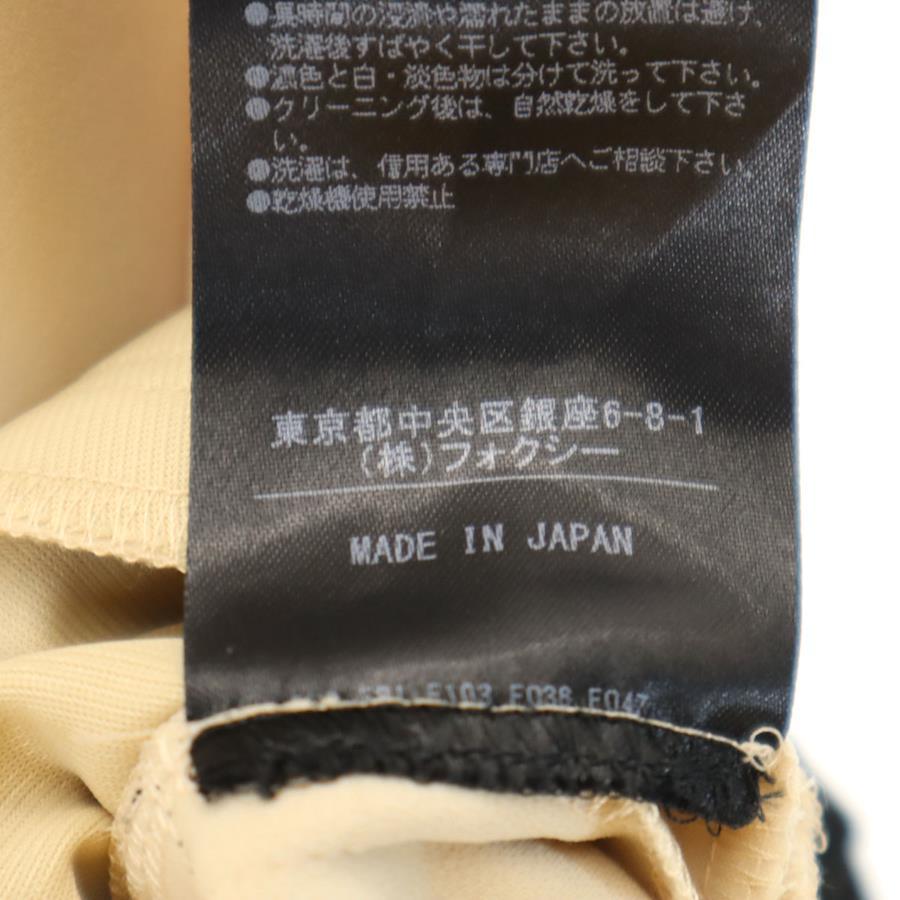 ●長時間の浸漬や濡れたままの放置は避け、
洗濯後すばやく干して下さい。
●濃色と白・淡色物は分けて洗って下さい。
●クリーニング後は、自然乾燥をして下さ
い。
●洗濯は、信用ある専門店へご相談下さい。
●乾燥機使用禁止
東京都中央区銀座6-8-1
(株)フォクシー
MADE IN JAPAN
F103 F036 F047